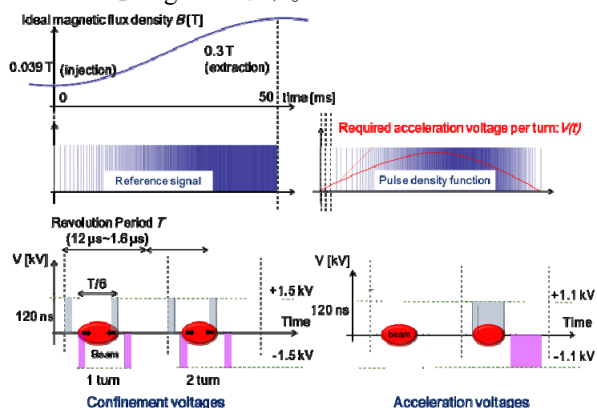 Ideal magnetic flux density B [T]
0.039 T (injection)
0.3 T
(extraction)
0
50 time [ms]
Required acceleration voltage per turn: V(t)
Reference signal
Pulse density function
Revolution Period T
(12 μs~1.6 μs)
V [kV]
T/6
+1.5 kV
120 ns
Time
Beam
-1.5 kV
1 turn
2 turn
Confinement voltages
V [kV]
+1.1 kV
120 ns
Time
beam
-1.1 kV
Acceleration voltages